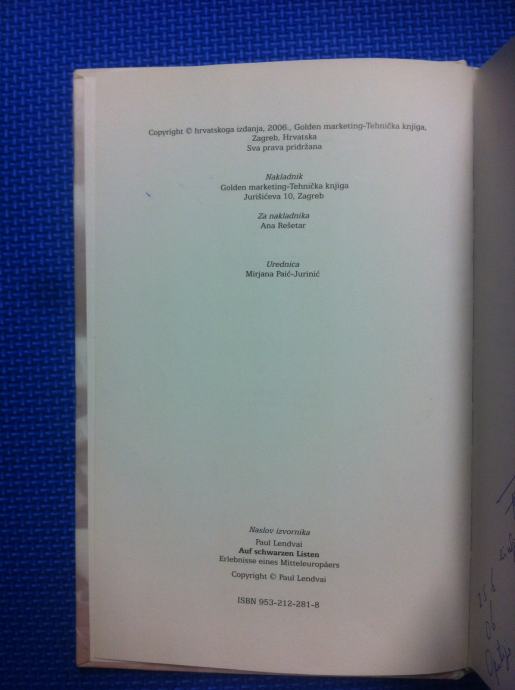 Copyright © hrvatskoga izdanja, 2006., Golden marketing-Tehnička knjiga,
Zagreb, Hrvatska
Sva prava pridržana
Nakladnik
Golden marketing-Tehnička knjiga
Jurišićeva 10, Zagreb
Za nakladnika
Ana Rešetar
Urednica
Mirjana Paić-Jurinić
Naslov izvornika
Paul Lendvai
Auf schwarzen Listen
Erlebnisse eines Mitteleuropäers
Copyright © Paul Lendvai
ISBN 953-212-281-8